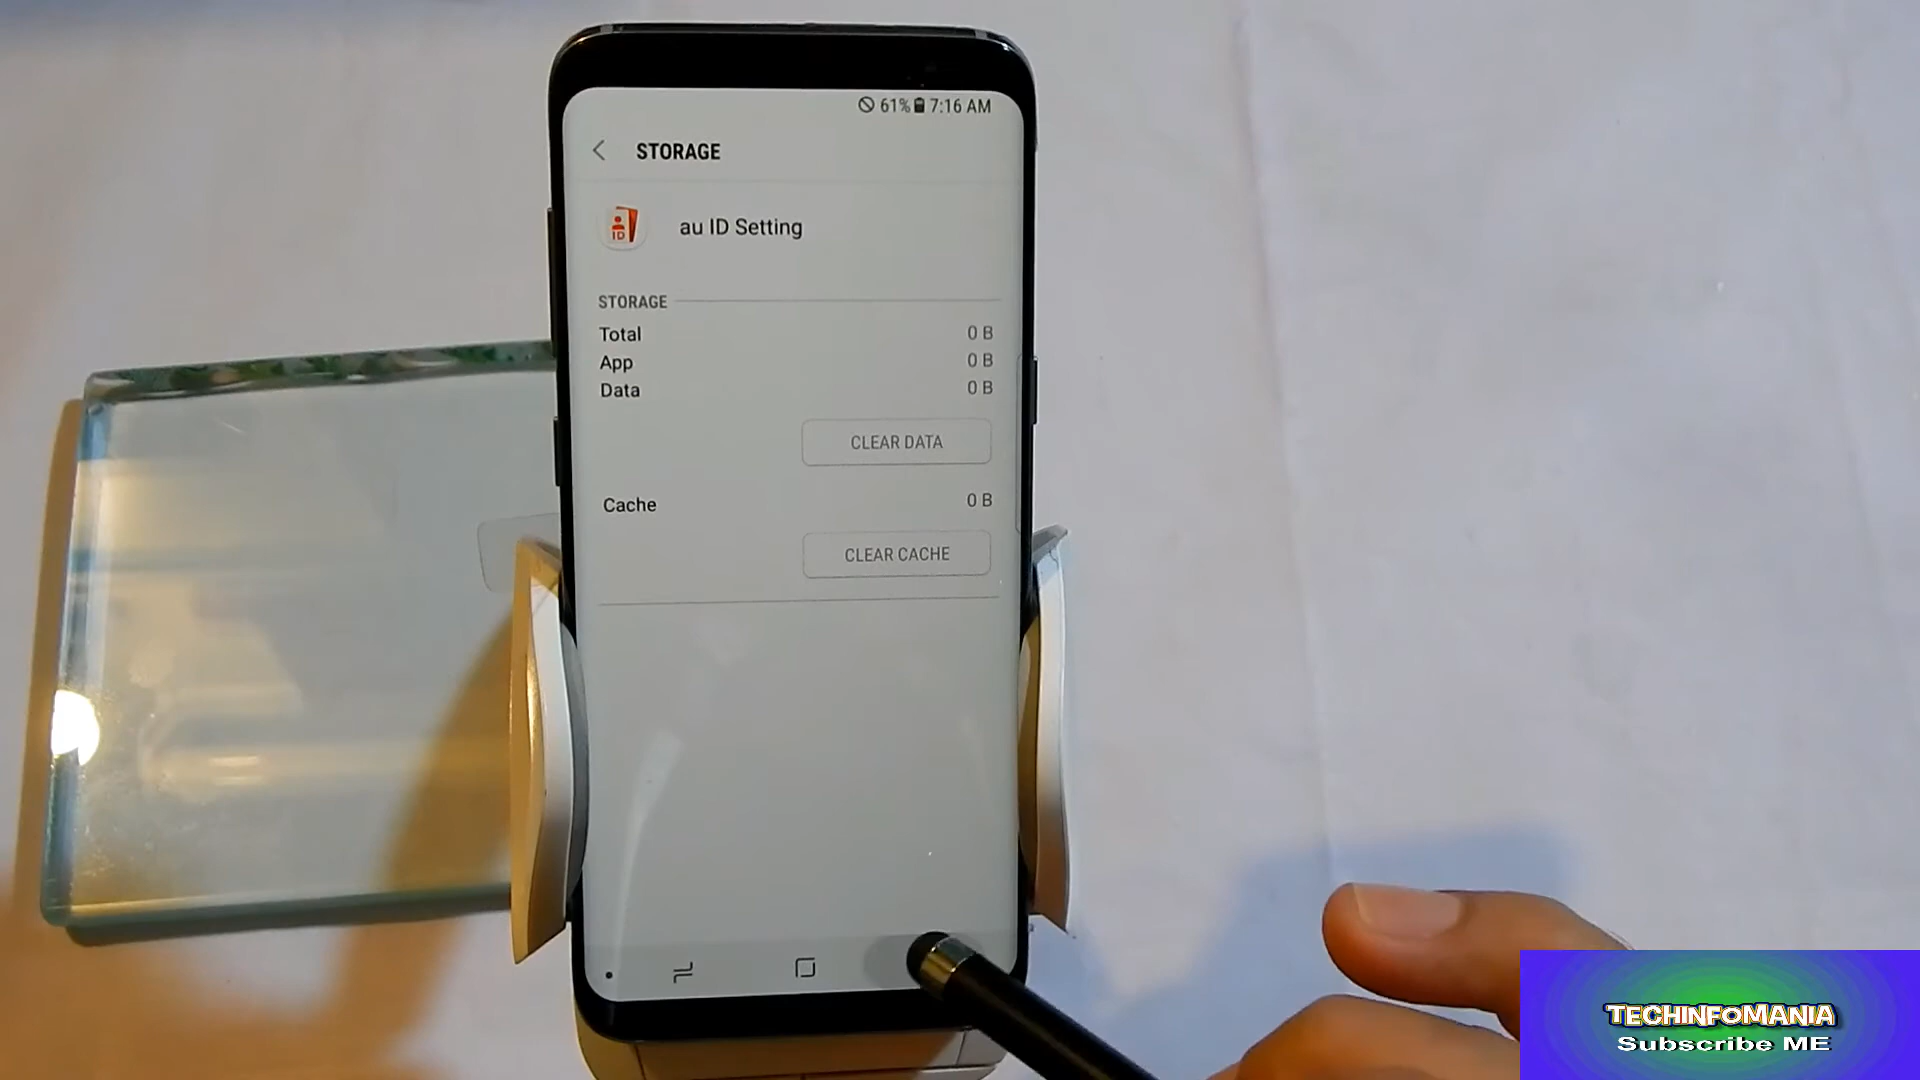 61% 7:16 AM
STORAGE
ID
au ID Setting
STORAGE
Total 0 B
App 0 B
Data 0 B
CLEAR DATA
Cache 0 B
CLEAR CACHE
TECHINFOMANIA
Subscribe ME